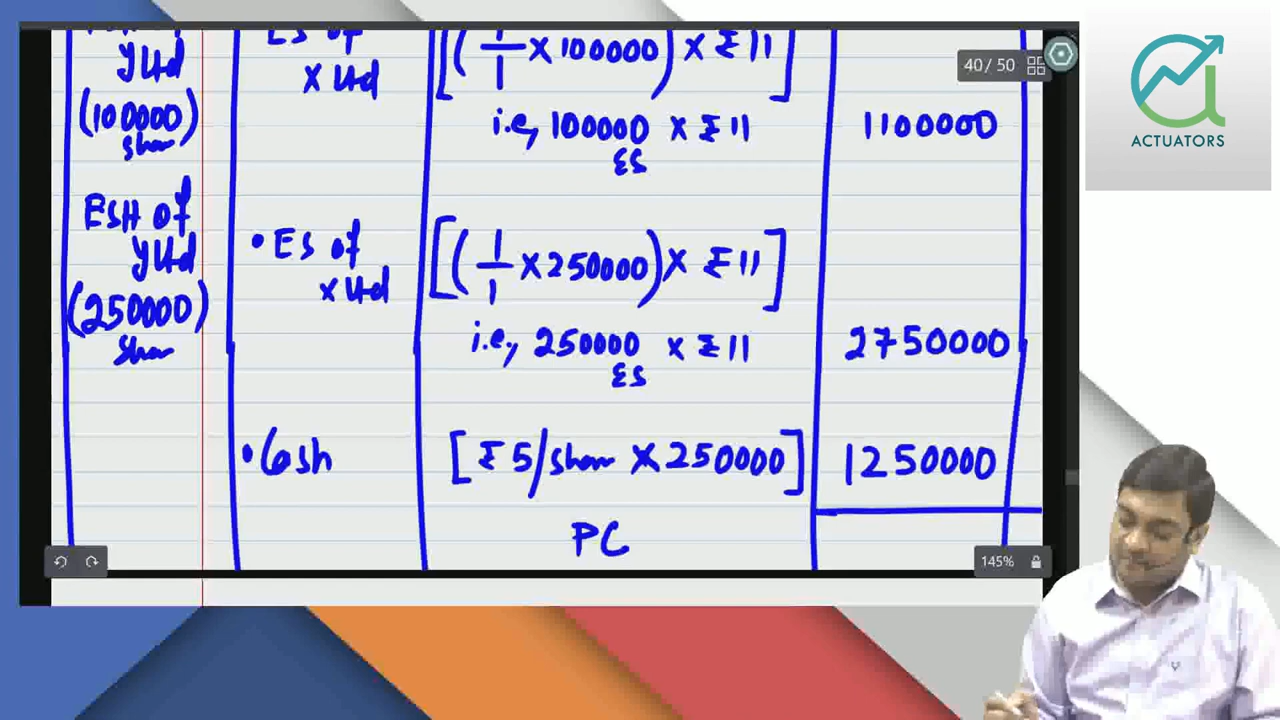 ES of
Y Ltd
x Ltd
[(1/1 × 100000) × ₹11]
(100000)
i.e, 100000 × ₹11
1100000
ES
ESH of
Y Ltd
• ES of
x Ltd
[(1/1 × 250000) × ₹11]
(250000)
i.e, 250000 × ₹11
2750000
ES
• Cash
[₹5/share × 250000]
1250000
PC
40 / 50
145%
ACTUATORS